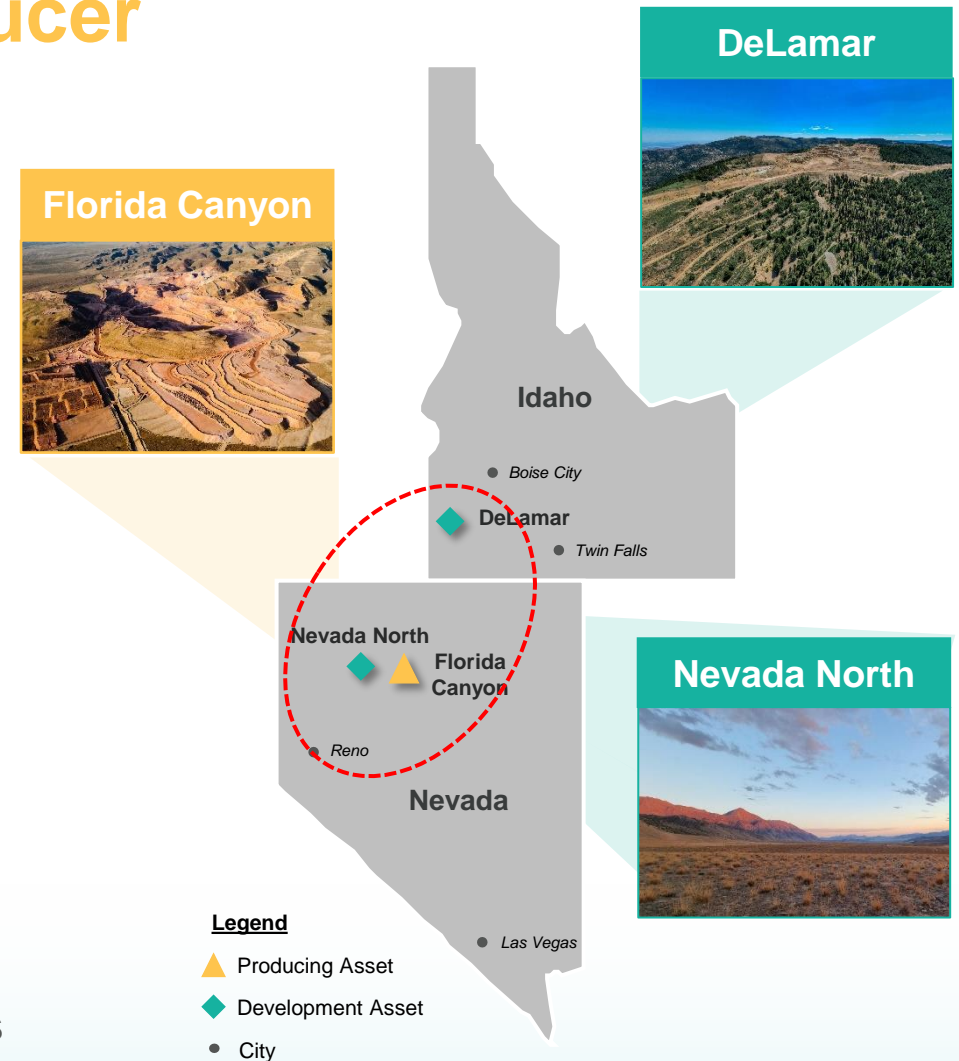 ucer
DeLamar
Florida Canyon
Idaho
Boise City
DeLamar
Twin Falls
Nevada North
Florida
Canyon
Nevada North
Reno
Nevada
Legend
Las Vegas
Producing Asset
Development Asset
City